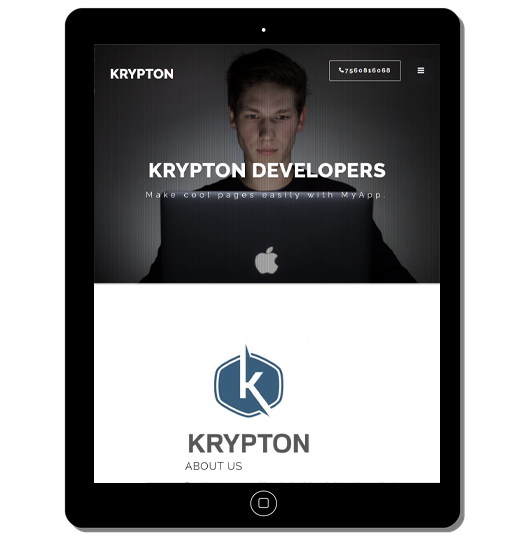 KRYPTON
7560816068
KRYPTON DEVELOPERS
Make cool pages easily with MyApp.
k
KRYPTON
ABOUT US